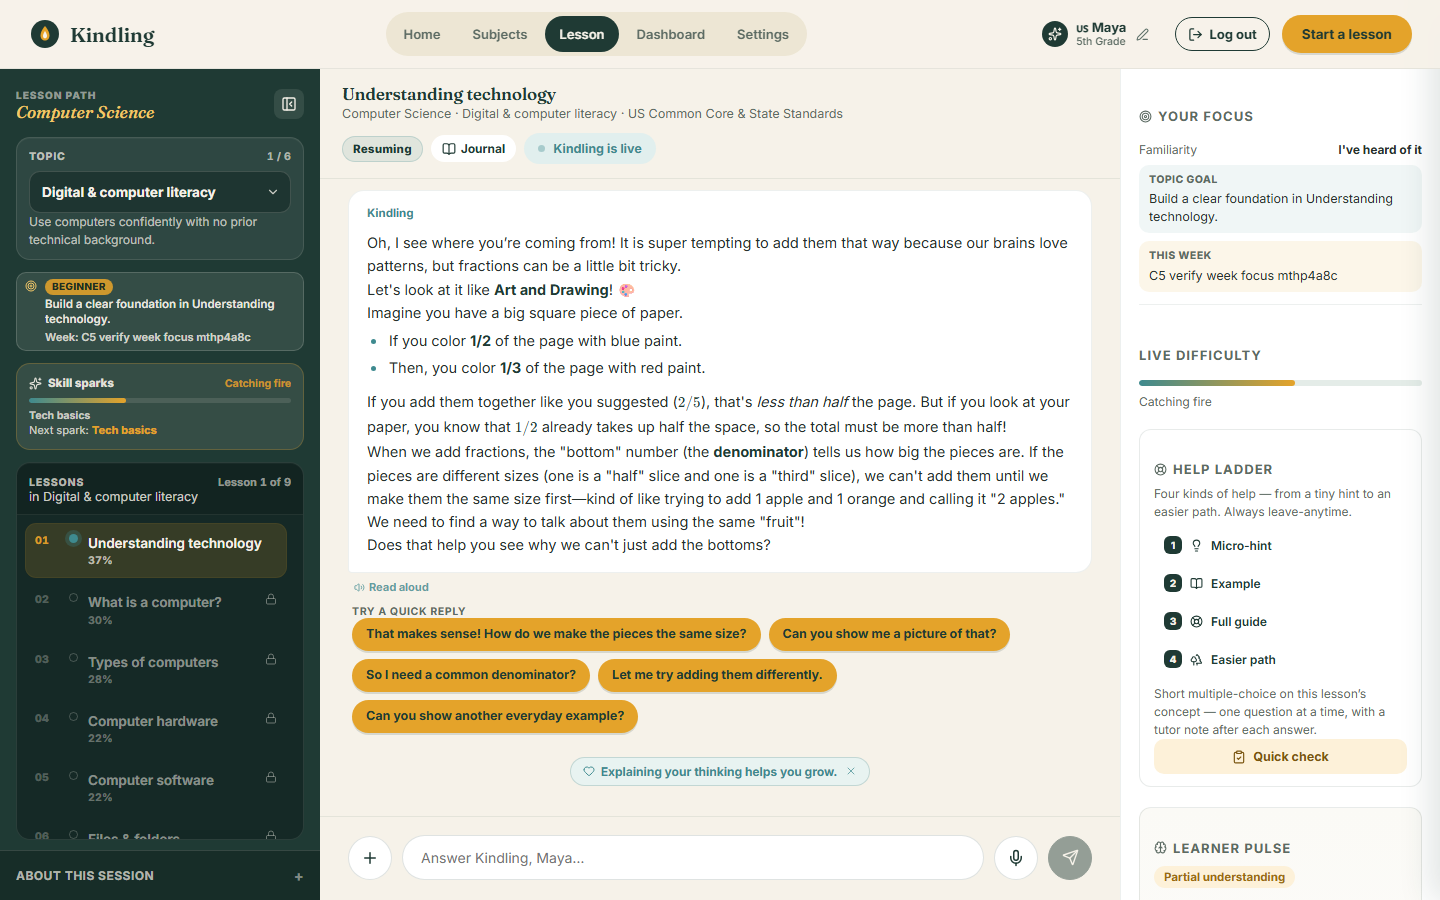 Kindling
Home
Subjects
Lesson
Dashboard
Settings
US Maya
5th Grade
Log out
Start a lesson
LESSON PATH
Computer Science
TOPIC
1 / 6
Digital & computer literacy
Use computers confidently with no prior
technical background.
BEGINNER
Build a clear foundation in Understanding
technology.
Week: C5 verify week focus mthp4a8c
Skill sparks
Catching fire
Tech basics
Next spark: Tech basics
LESSONS
Lesson 1 of 9
in Digital & computer literacy
01
Understanding technology
37%
02
What is a computer?
30%
03
Types of computers
28%
04
Computer hardware
22%
05
Computer software
22%
06
Files & folders
ABOUT THIS SESSION
+
Understanding technology
Computer Science · Digital & computer literacy · US Common Core & State Standards
Resuming
Journal
Kindling is live
Kindling
Oh, I see where you’re coming from! It is super tempting to add them that way because our brains love
patterns, but fractions can be a little bit tricky.
Let's look at it like Art and Drawing! 🎨
Imagine you have a big square piece of paper.
• If you color 1/2 of the page with blue paint.
• Then, you color 1/3 of the page with red paint.
If you add them together like you suggested (2/5), that's less than half the page. But if you look at your
paper, you know that 1/2 already takes up half the space, so the total must be more than half!
When we add fractions, the "bottom" number (the denominator) tells us how big the pieces are. If the
pieces are different sizes (one is a "half" slice and one is a "third" slice), we can't add them until we
make them the same size first—kind of like trying to add 1 apple and 1 orange and calling it "2 apples."
We need to find a way to talk about them using the same "fruit"!
Does that help you see why we can't just add the bottoms?
Read aloud
TRY A QUICK REPLY
That makes sense! How do we make the pieces the same size?
Can you show me a picture of that?
So I need a common denominator?
Let me try adding them differently.
Can you show another everyday example?
Explaining your thinking helps you grow.
Answer Kindling, Maya...
YOUR FOCUS
Familiarity
I've heard of it
TOPIC GOAL
Build a clear foundation in Understanding
technology.
THIS WEEK
C5 verify week focus mthp4a8c
LIVE DIFFICULTY
Catching fire
HELP LADDER
Four kinds of help — from a tiny hint to an
easier path. Always leave-anytime.
1 Micro-hint
2 Example
3 Full guide
4 Easier path
Short multiple-choice on this lesson’s
concept — one question at a time, with a
tutor note after each answer.
Quick check
LEARNER PULSE
Partial understanding